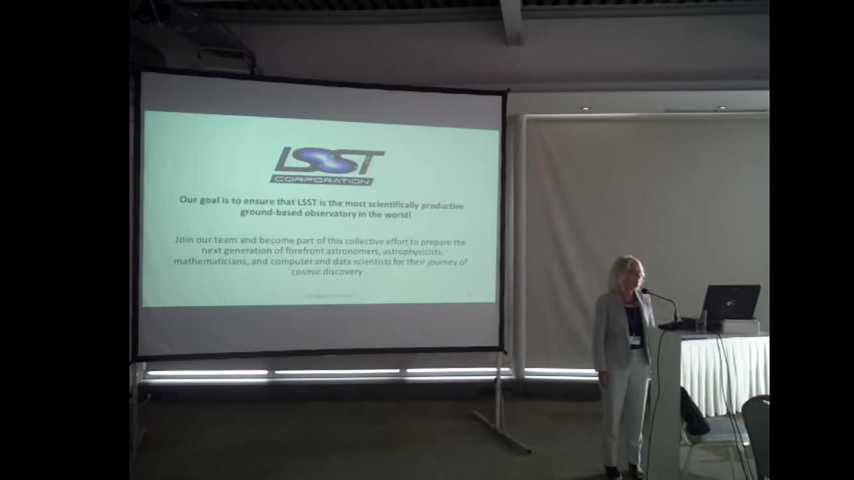 LSST
CORPORATION
Our goal is to ensure that LSST is the most scientifically productive
ground-based observatory in the world!
Join our team and become part of this collective effort to prepare the
next generation of forefront astronomers, astrophysicists,
mathematicians, and computer and data scientists for their journey of
cosmic discovery